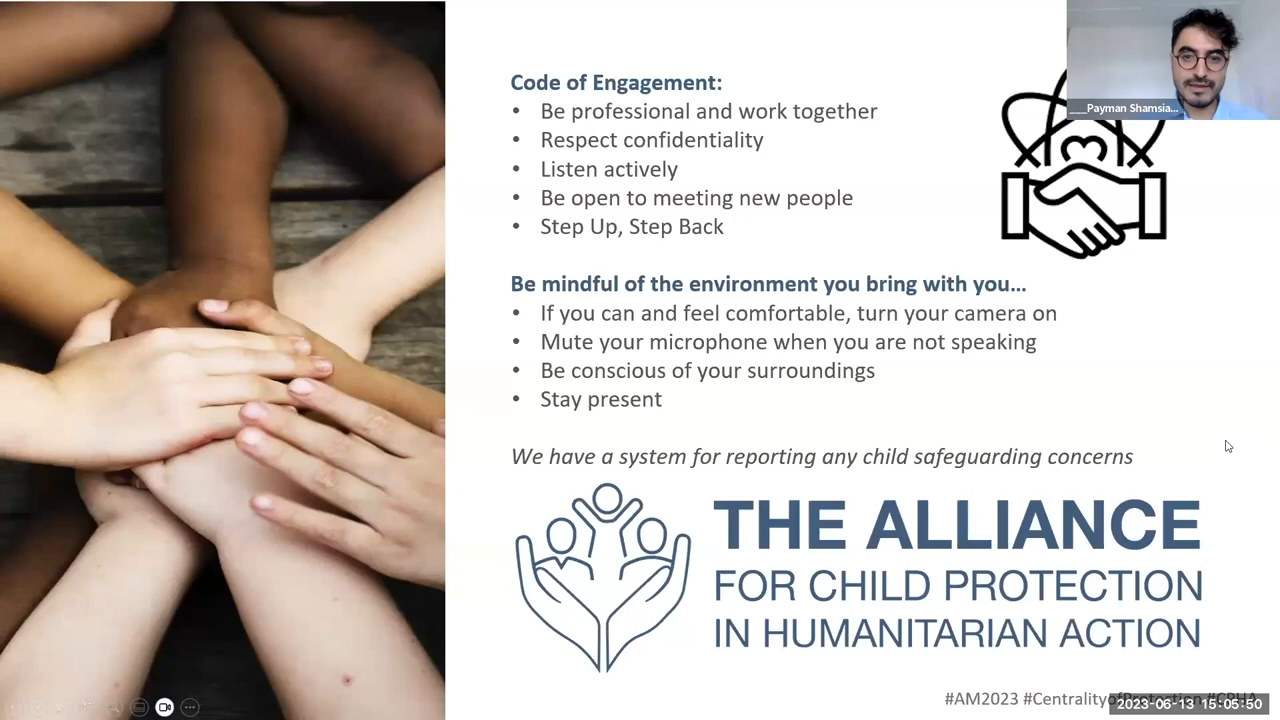 Code of Engagement:
• Be professional and work together
• Respect confidentiality
• Listen actively
• Be open to meeting new people
• Step Up, Step Back
___Payman Shamsia...
Be mindful of the environment you bring with you...
• If you can and feel comfortable, turn your camera on
• Mute your microphone when you are not speaking
• Be conscious of your surroundings
• Stay present
We have a system for reporting any child safeguarding concerns
THE ALLIANCE
FOR CHILD PROTECTION
IN HUMANITARIAN ACTION
#AM2023 #CentralityofProtection #CPHA
2023-06-13 15:05:50